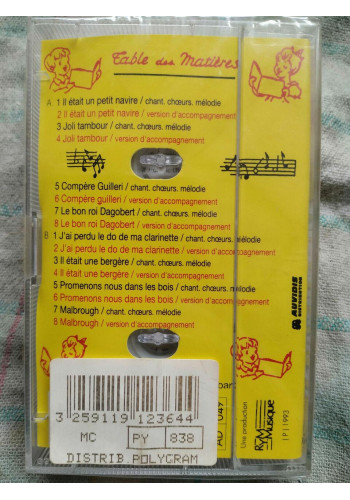 Table des Matières
A 1 Il était un petit navire / chant. chœurs. mélodie
2 Il était un petit navire / version d'accompagnement
3 Joli tambour / chant. chœurs. mélodie
4 Joli tambour / version d'accompagnement
5 Compère Guilleri / chant. chœurs. mélodie
6 Compère guilleri / version d'accompagnement
7 Le bon roi Dagobert / chant. chœurs. mélodie
8 Le bon roi Dagobert / version d'accompagnement
B 1 J'ai perdu le do de ma clarinette / chant. chœurs. mélodie
2 J'ai perdu le do de ma clarinette / version d'accompagnement
3 Il était une bergère / chant. chœurs. mélodie
4 Il était une bergère / version d'accompagnement
5 Promenons nous dans les bois / chant. chœurs. mélodie
6 Promenons nous dans les bois / version d'accompagnement
7 Malbrough / chant. chœurs. mélodie
8 Malbrough / version d'accompagnement
3 259119 123644
MC PY 838
DISTRIB. POLYGRAM
AD 049
Une production
Musique
(P) 1993
AUVIDIS
DISTRIBUTION